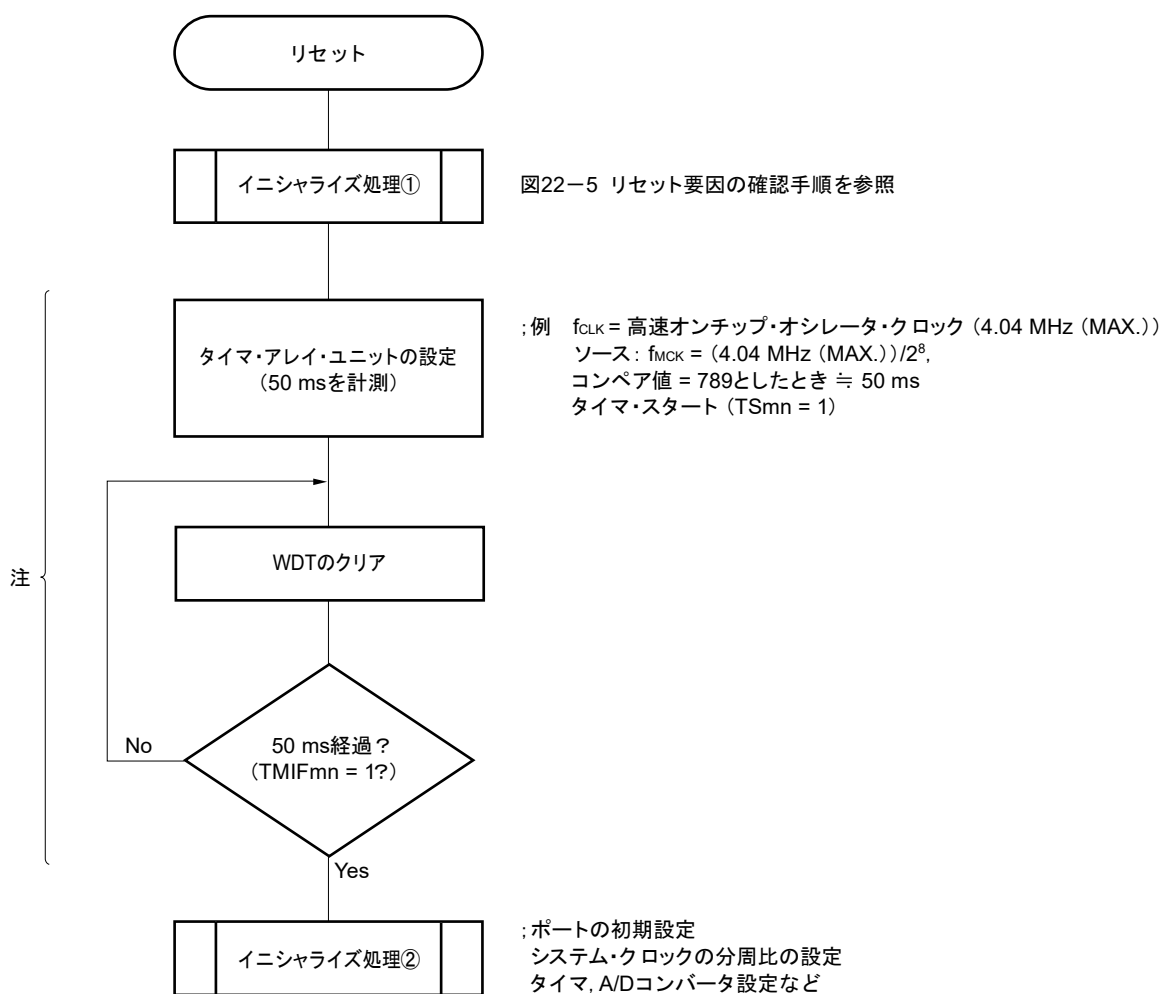 リセット
イニシャライズ処理①
図22－5 リセット要因の確認手順を参照
タイマ・アレイ・ユニットの設定
（50 msを計測）
;例 fCLK = 高速オンチップ・オシレータ・クロック（4.04 MHz（MAX.））
ソース： fMCK =（4.04 MHz（MAX.））/2⁸,
コンペア値 = 789としたとき ≒ 50 ms
タイマ・スタート（TSmn = 1）
注
WDTのクリア
No
50 ms経過？
（TMIFmn = 1?）
Yes
イニシャライズ処理②
;ポートの初期設定
システム・クロックの分周比の設定
タイマ, A/Dコンバータ設定など